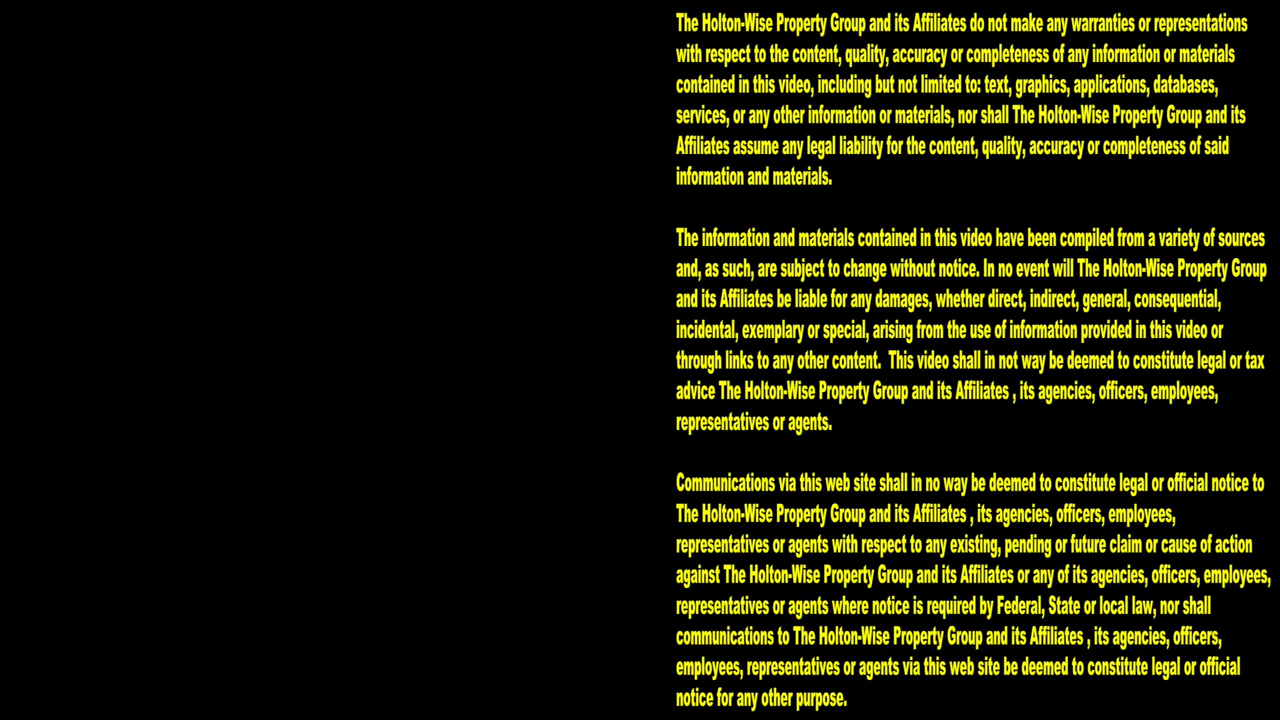 The Holton-Wise Property Group and its Affiliates do not make any warranties or representations
with respect to the content, quality, accuracy or completeness of any information or materials
contained in this video, including but not limited to: text, graphics, applications, databases,
services, or any other information or materials, nor shall The Holton-Wise Property Group and its
Affiliates assume any legal liability for the content, quality, accuracy or completeness of said
information and materials.
The information and materials contained in this video have been compiled from a variety of sources
and, as such, are subject to change without notice. In no event will The Holton-Wise Property Group
and its Affiliates be liable for any damages, whether direct, indirect, general, consequential,
incidental, exemplary or special, arising from the use of information provided in this video or
through links to any other content.  This video shall in not way be deemed to constitute legal or tax
advice The Holton-Wise Property Group and its Affiliates , its agencies, officers, employees,
representatives or agents.
Communications via this web site shall in no way be deemed to constitute legal or official notice to
The Holton-Wise Property Group and its Affiliates , its agencies, officers, employees,
representatives or agents with respect to any existing, pending or future claim or cause of action
against The Holton-Wise Property Group and its Affiliates or any of its agencies, officers, employees,
representatives or agents where notice is required by Federal, State or local law, nor shall
communications to The Holton-Wise Property Group and its Affiliates , its agencies, officers,
employees, representatives or agents via this web site be deemed to constitute legal or official
notice for any other purpose.